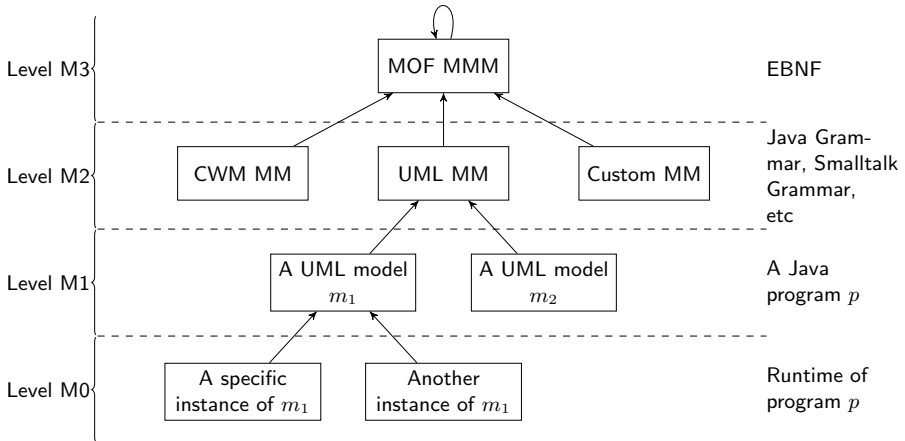 Level M3
MOF MMM
EBNF
Level M2
CWM MM
UML MM
Custom MM
Java Gram-
mar, Smalltalk
Grammar,
etc
Level M1
A UML model
m₁
A UML model
m₂
A Java
program p
Level M0
A specific
instance of m₁
Another
instance of m₁
Runtime of
program p